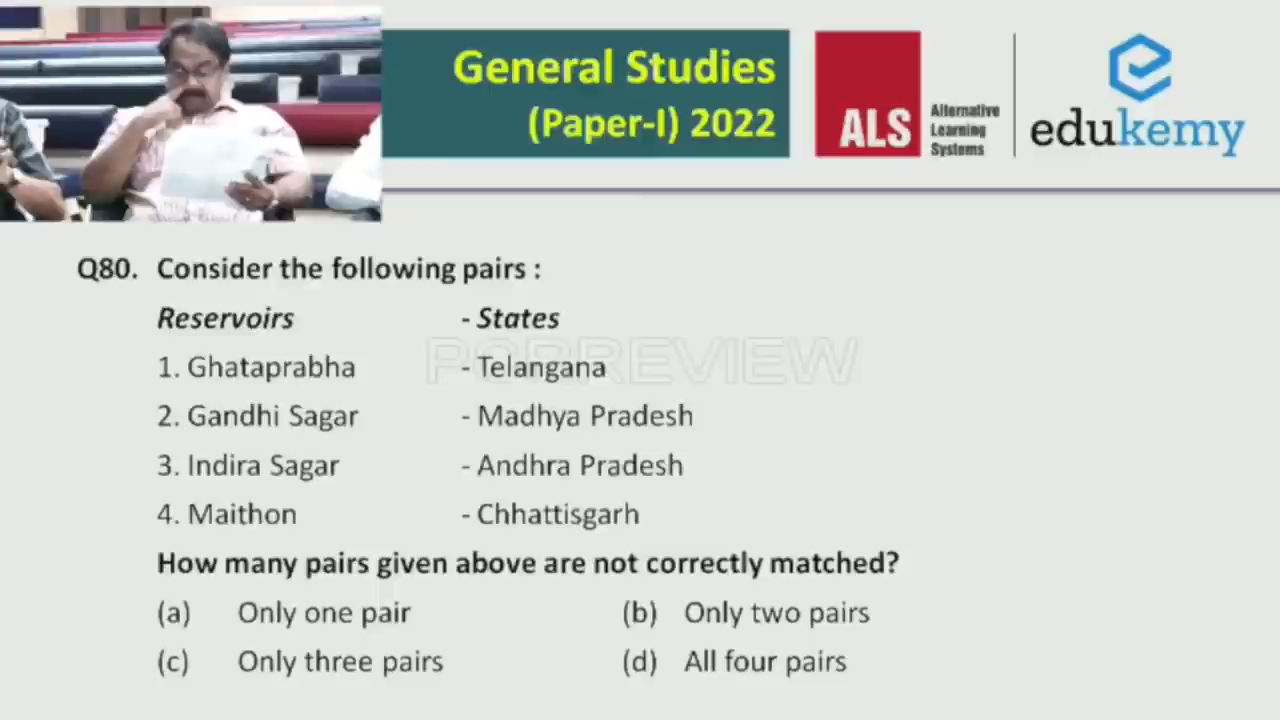 General Studies
(Paper-I) 2022
ALS
Alternative
Learning
Systems
edukemy
Q80. Consider the following pairs :
Reservoirs - States
1. Ghataprabha - Telangana
2. Gandhi Sagar - Madhya Pradesh
3. Indira Sagar - Andhra Pradesh
4. Maithon - Chhattisgarh
PCPREVIEW
How many pairs given above are not correctly matched?
(a) Only one pair (b) Only two pairs
(c) Only three pairs (d) All four pairs